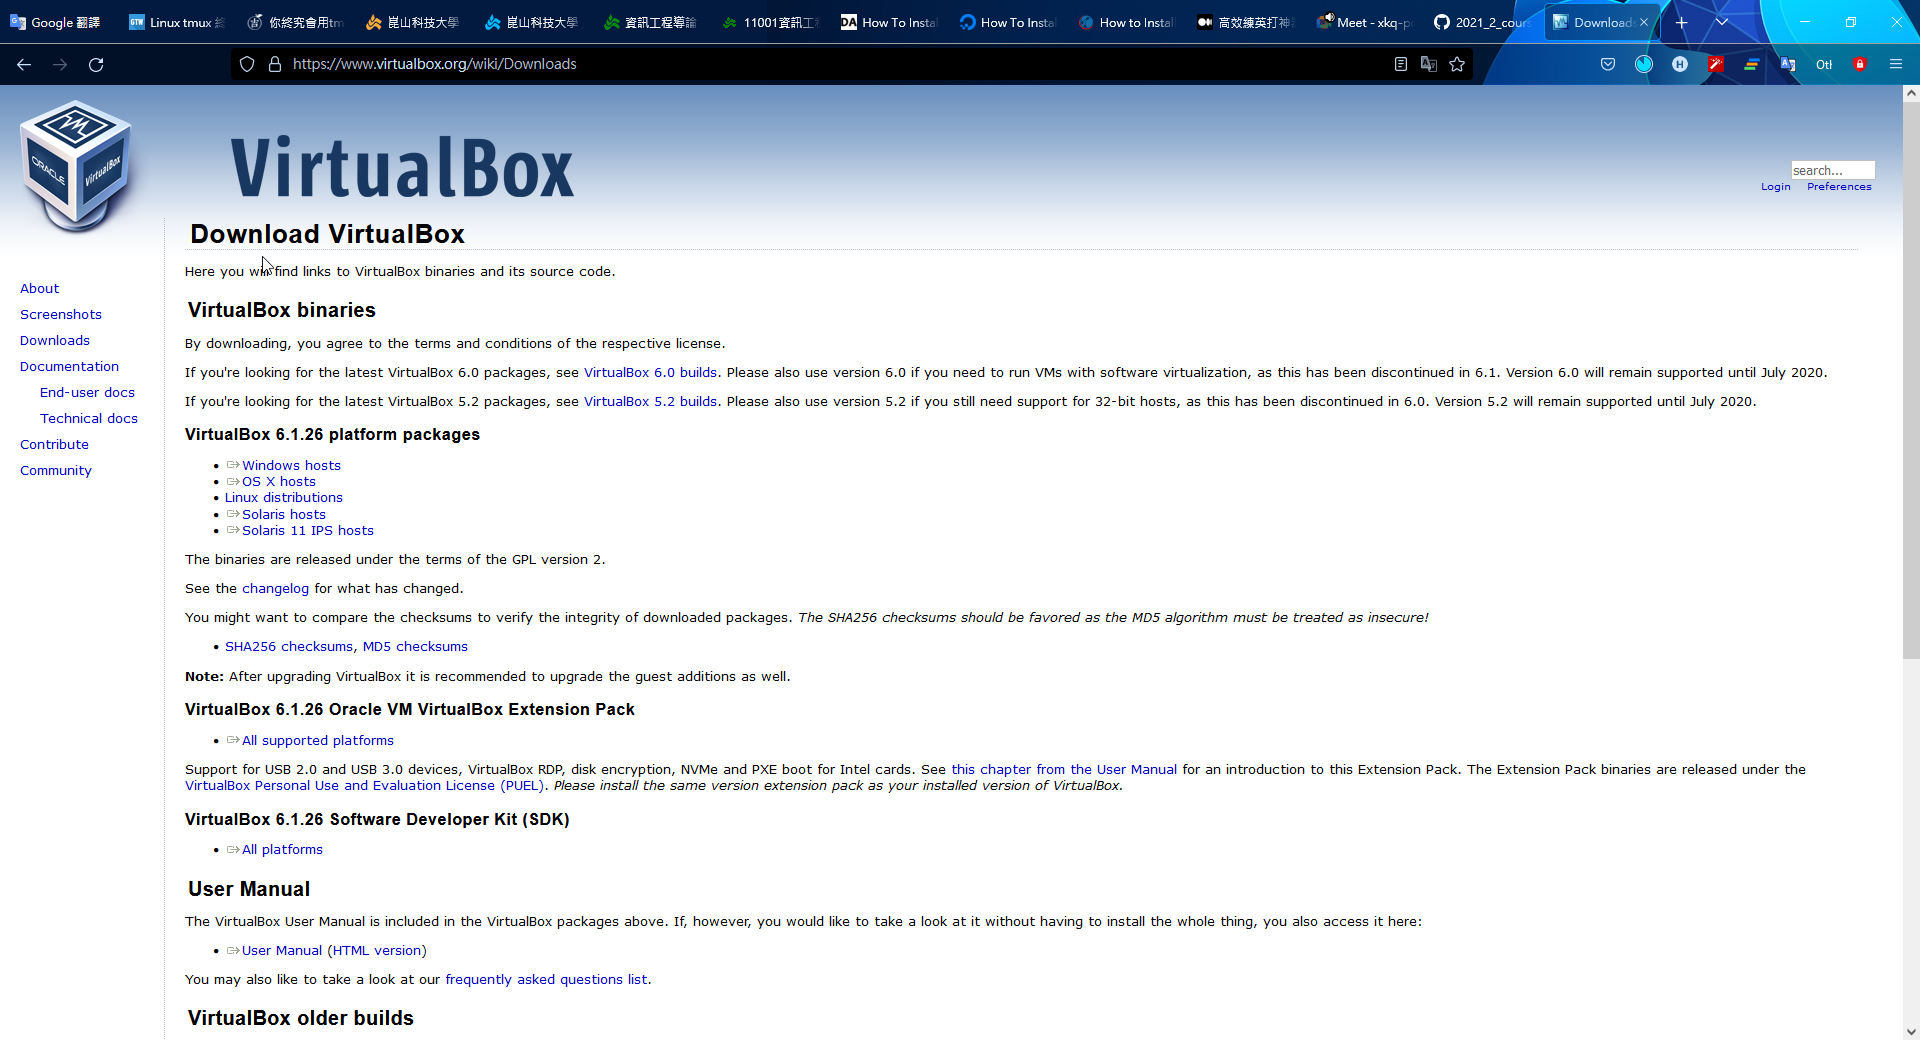 Google 翻譯
Linux tmux 終
你終究會用tm
崑山科技大學
崑山科技大學
資訊工程導論
11001資訊工程
How To Insta
How To Insta
How to Install
高效練英打神
Meet - xkq-p
2021_2_cours
Downloads
https://www.virtualbox.org/wiki/Downloads
VirtualBox
ORACLE
VirtualBox
search...
Login Preferences
About
Screenshots
Downloads
Documentation
End-user docs
Technical docs
Contribute
Community
Download VirtualBox
Here you will find links to VirtualBox binaries and its source code.
VirtualBox binaries
By downloading, you agree to the terms and conditions of the respective license.
If you're looking for the latest VirtualBox 6.0 packages, see VirtualBox 6.0 builds. Please also use version 6.0 if you need to run VMs with software virtualization, as this has been discontinued in 6.1. Version 6.0 will remain supported until July 2020.
If you're looking for the latest VirtualBox 5.2 packages, see VirtualBox 5.2 builds. Please also use version 5.2 if you still need support for 32-bit hosts, as this has been discontinued in 6.0. Version 5.2 will remain supported until July 2020.
VirtualBox 6.1.26 platform packages
• Windows hosts
• OS X hosts
• Linux distributions
• Solaris hosts
• Solaris 11 IPS hosts
The binaries are released under the terms of the GPL version 2.
See the changelog for what has changed.
You might want to compare the checksums to verify the integrity of downloaded packages. The SHA256 checksums should be favored as the MD5 algorithm must be treated as insecure!
• SHA256 checksums, MD5 checksums
Note: After upgrading VirtualBox it is recommended to upgrade the guest additions as well.
VirtualBox 6.1.26 Oracle VM VirtualBox Extension Pack
• All supported platforms
Support for USB 2.0 and USB 3.0 devices, VirtualBox RDP, disk encryption, NVMe and PXE boot for Intel cards. See this chapter from the User Manual for an introduction to this Extension Pack. The Extension Pack binaries are released under the
VirtualBox Personal Use and Evaluation License (PUEL). Please install the same version extension pack as your installed version of VirtualBox.
VirtualBox 6.1.26 Software Developer Kit (SDK)
• All platforms
User Manual
The VirtualBox User Manual is included in the VirtualBox packages above. If, however, you would like to take a look at it without having to install the whole thing, you also access it here:
• User Manual (HTML version)
You may also like to take a look at our frequently asked questions list.
VirtualBox older builds